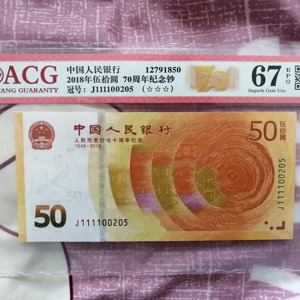 ACG
ANG GUARANTY
中国人民银行 12791850
2018年伍拾圆 70周年纪念钞
冠号: J111100205 (☆☆☆)
70
67 EPQ
Superb Gem Unc
中国人民银行
人民币发行七十周年纪念
1948-2018
50
伍拾圆
J111100205
50
J111100205